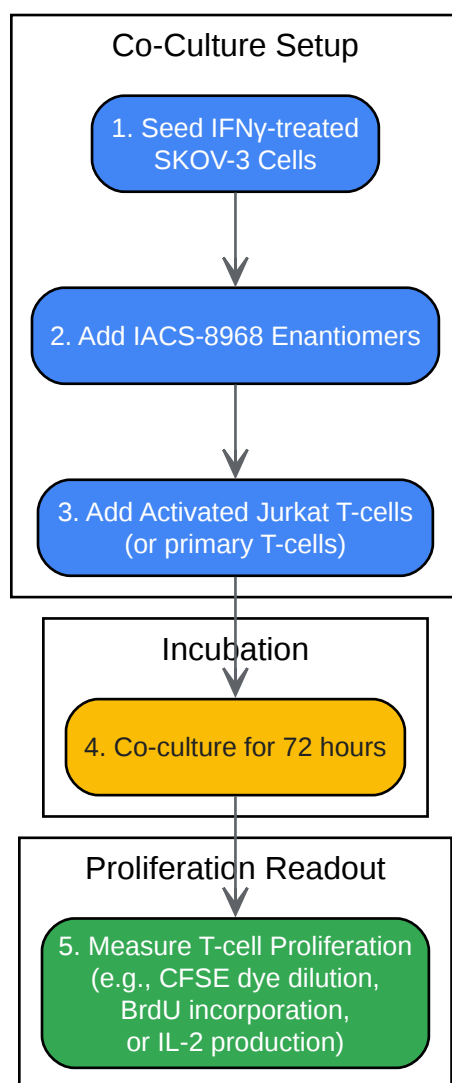 Co-Culture Setup
1. Seed IFNγ-treated
SKOV-3 Cells
2. Add IACS-8968 Enantiomers
3. Add Activated Jurkat T-cells
(or primary T-cells)
Incubation
4. Co-culture for 72 hours
Proliferation Readout
5. Measure T-cell Proliferation
(e.g., CFSE dye dilution,
BrdU incorporation,
or IL-2 production)